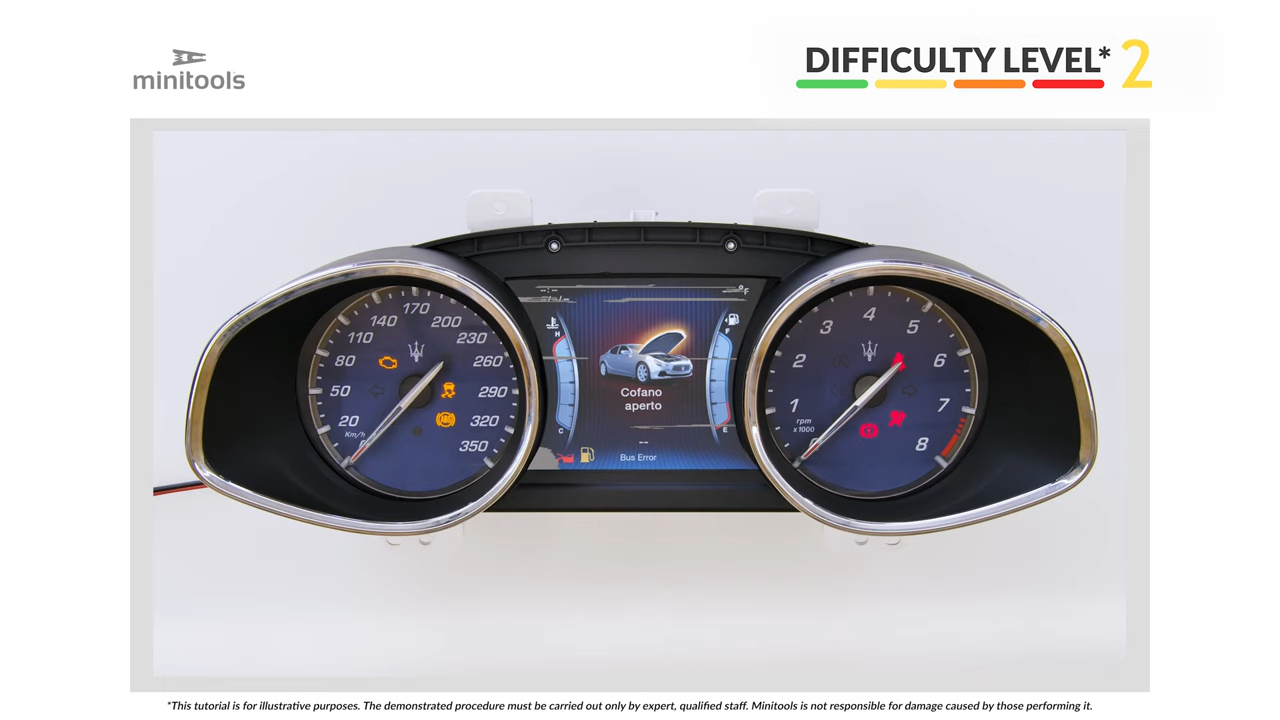 minitools
DIFFICULTY LEVEL* 2
170
140
200
110
230
80
260
50
290
20
320
Km/h
0
350
°F
H
F
Cofano
aperto
C
E
--
Bus Error
4
3
5
2
6
1
7
rpm
x 1000
0
8
*This tutorial is for illustrative purposes. The demonstrated procedure must be carried out only by expert, qualified staff. Minitools is not responsible for damage caused by those performing it.